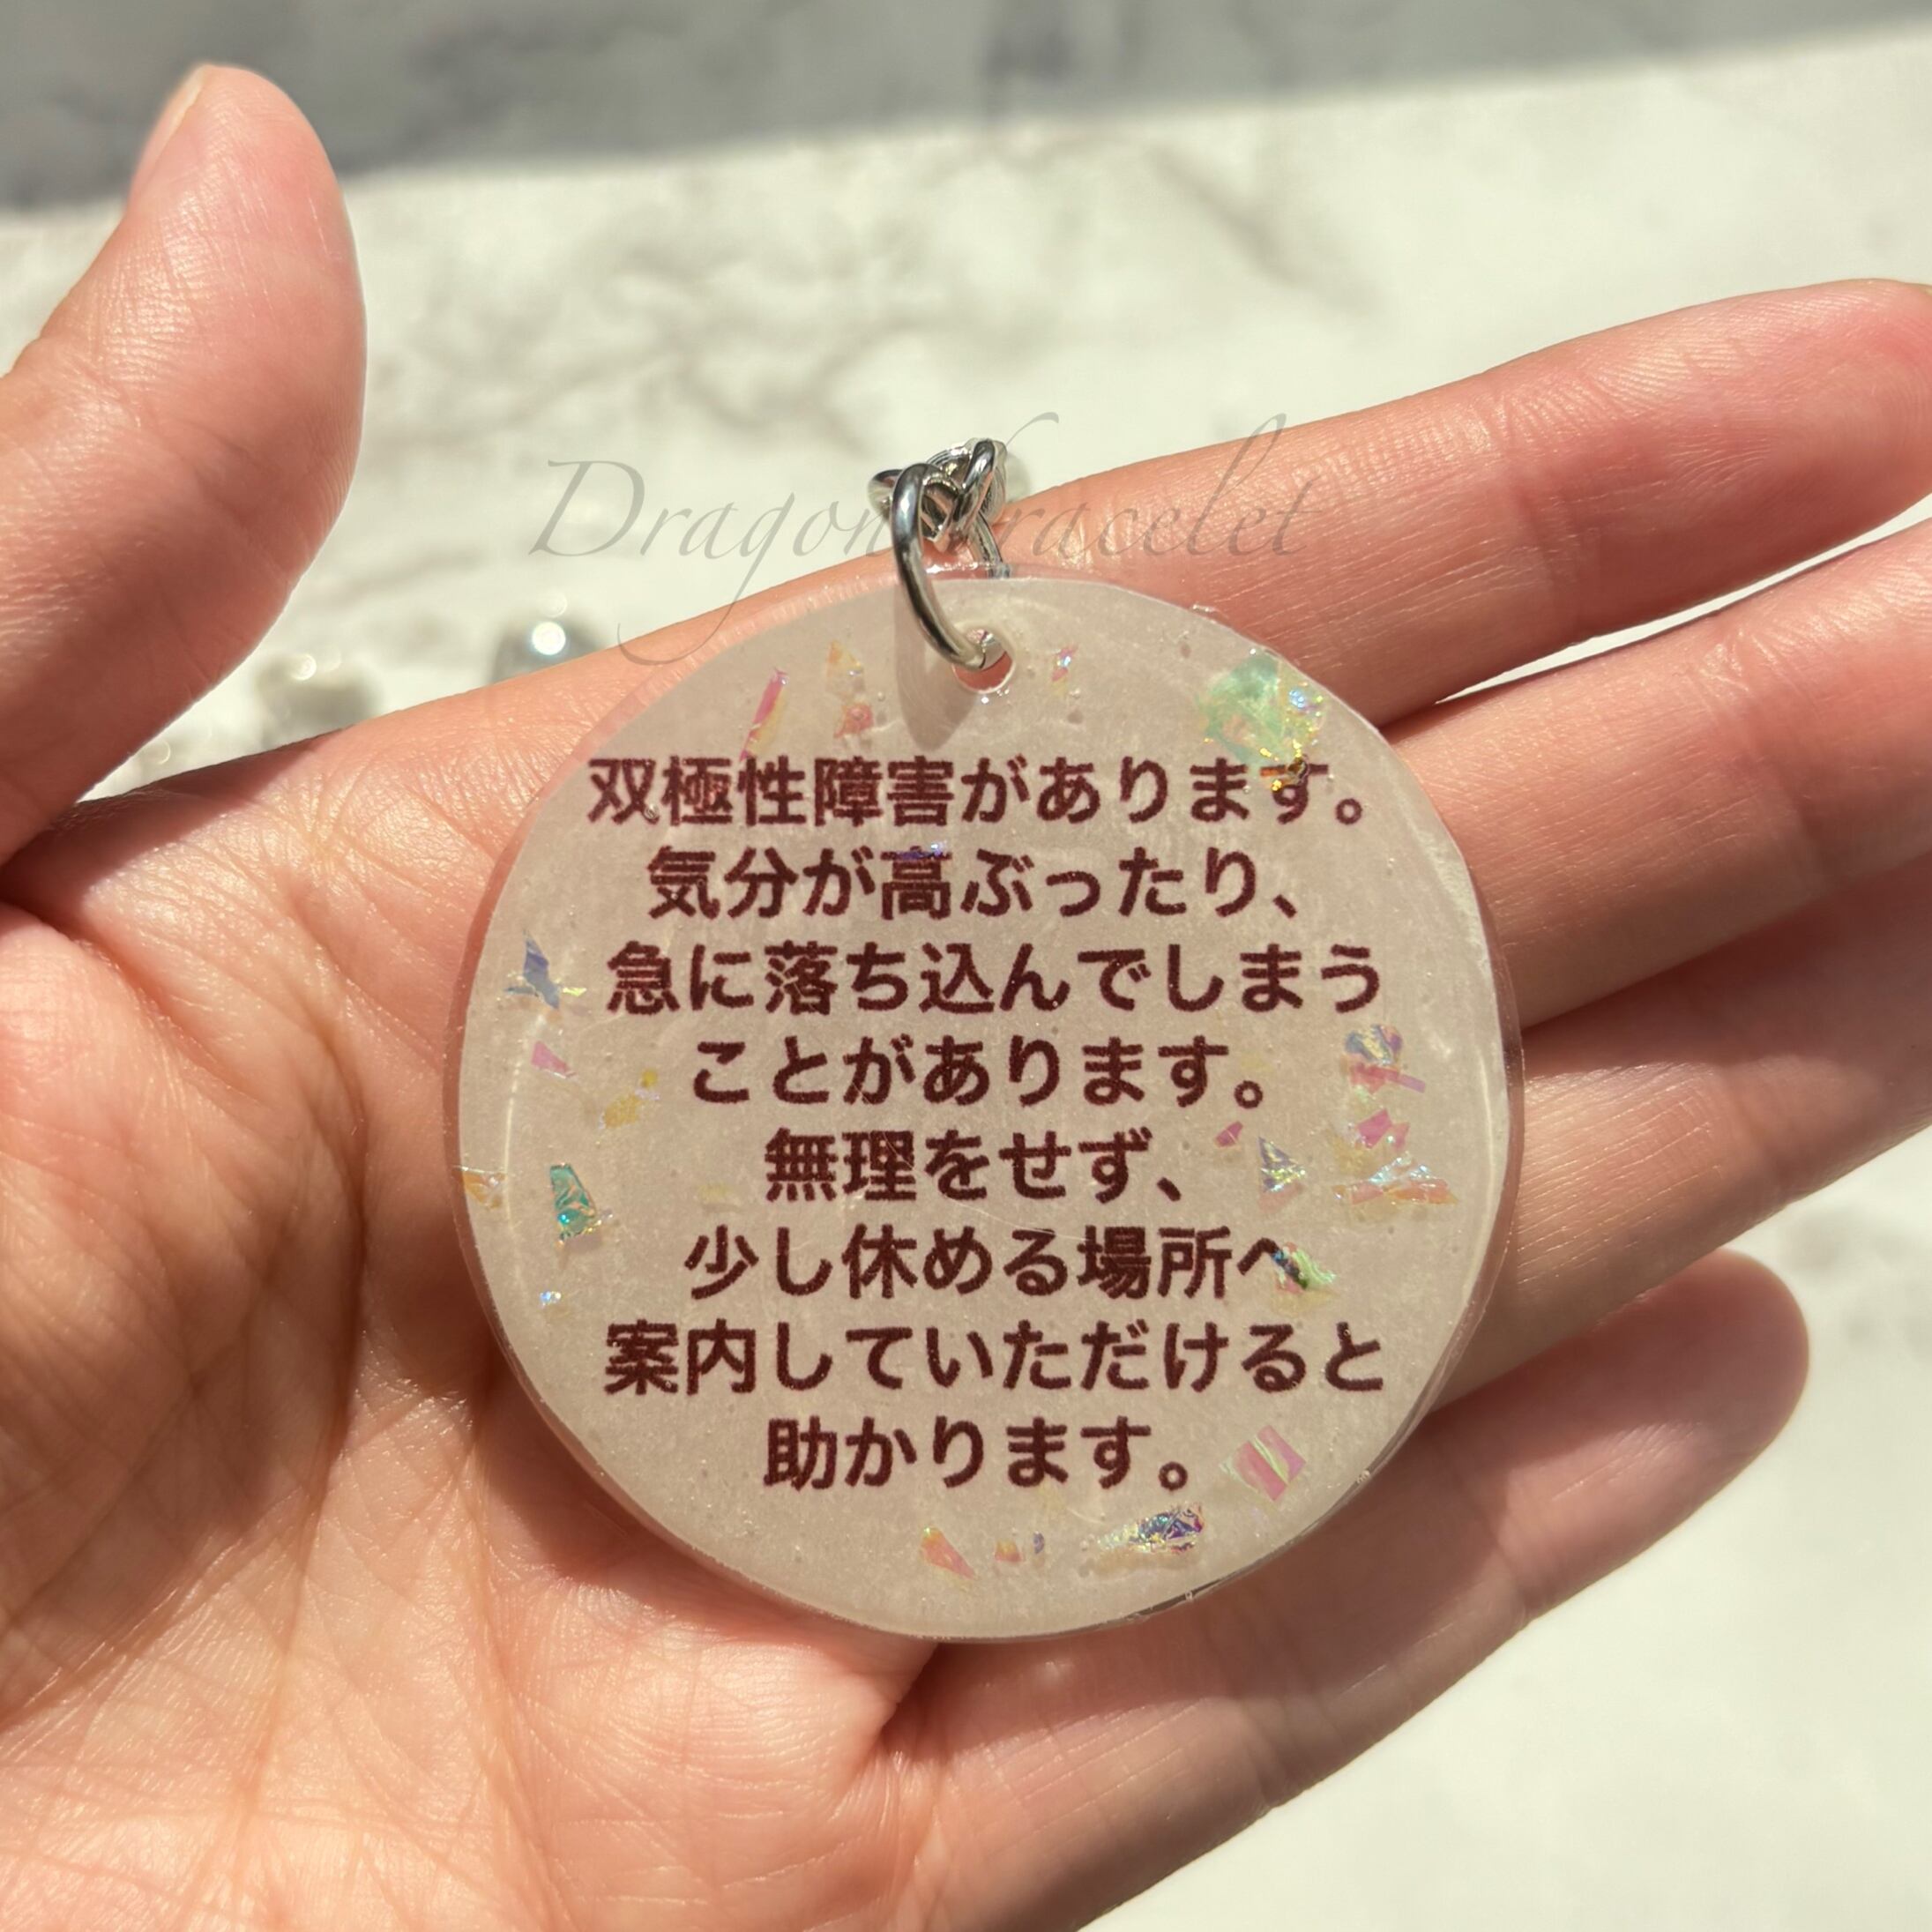 Dragon bracelet
双極性障害があります。
気分が高ぶったり、
急に落ち込んでしまう
ことがあります。
無理をせず、
少し休める場所へ
案内していただけると
助かります。